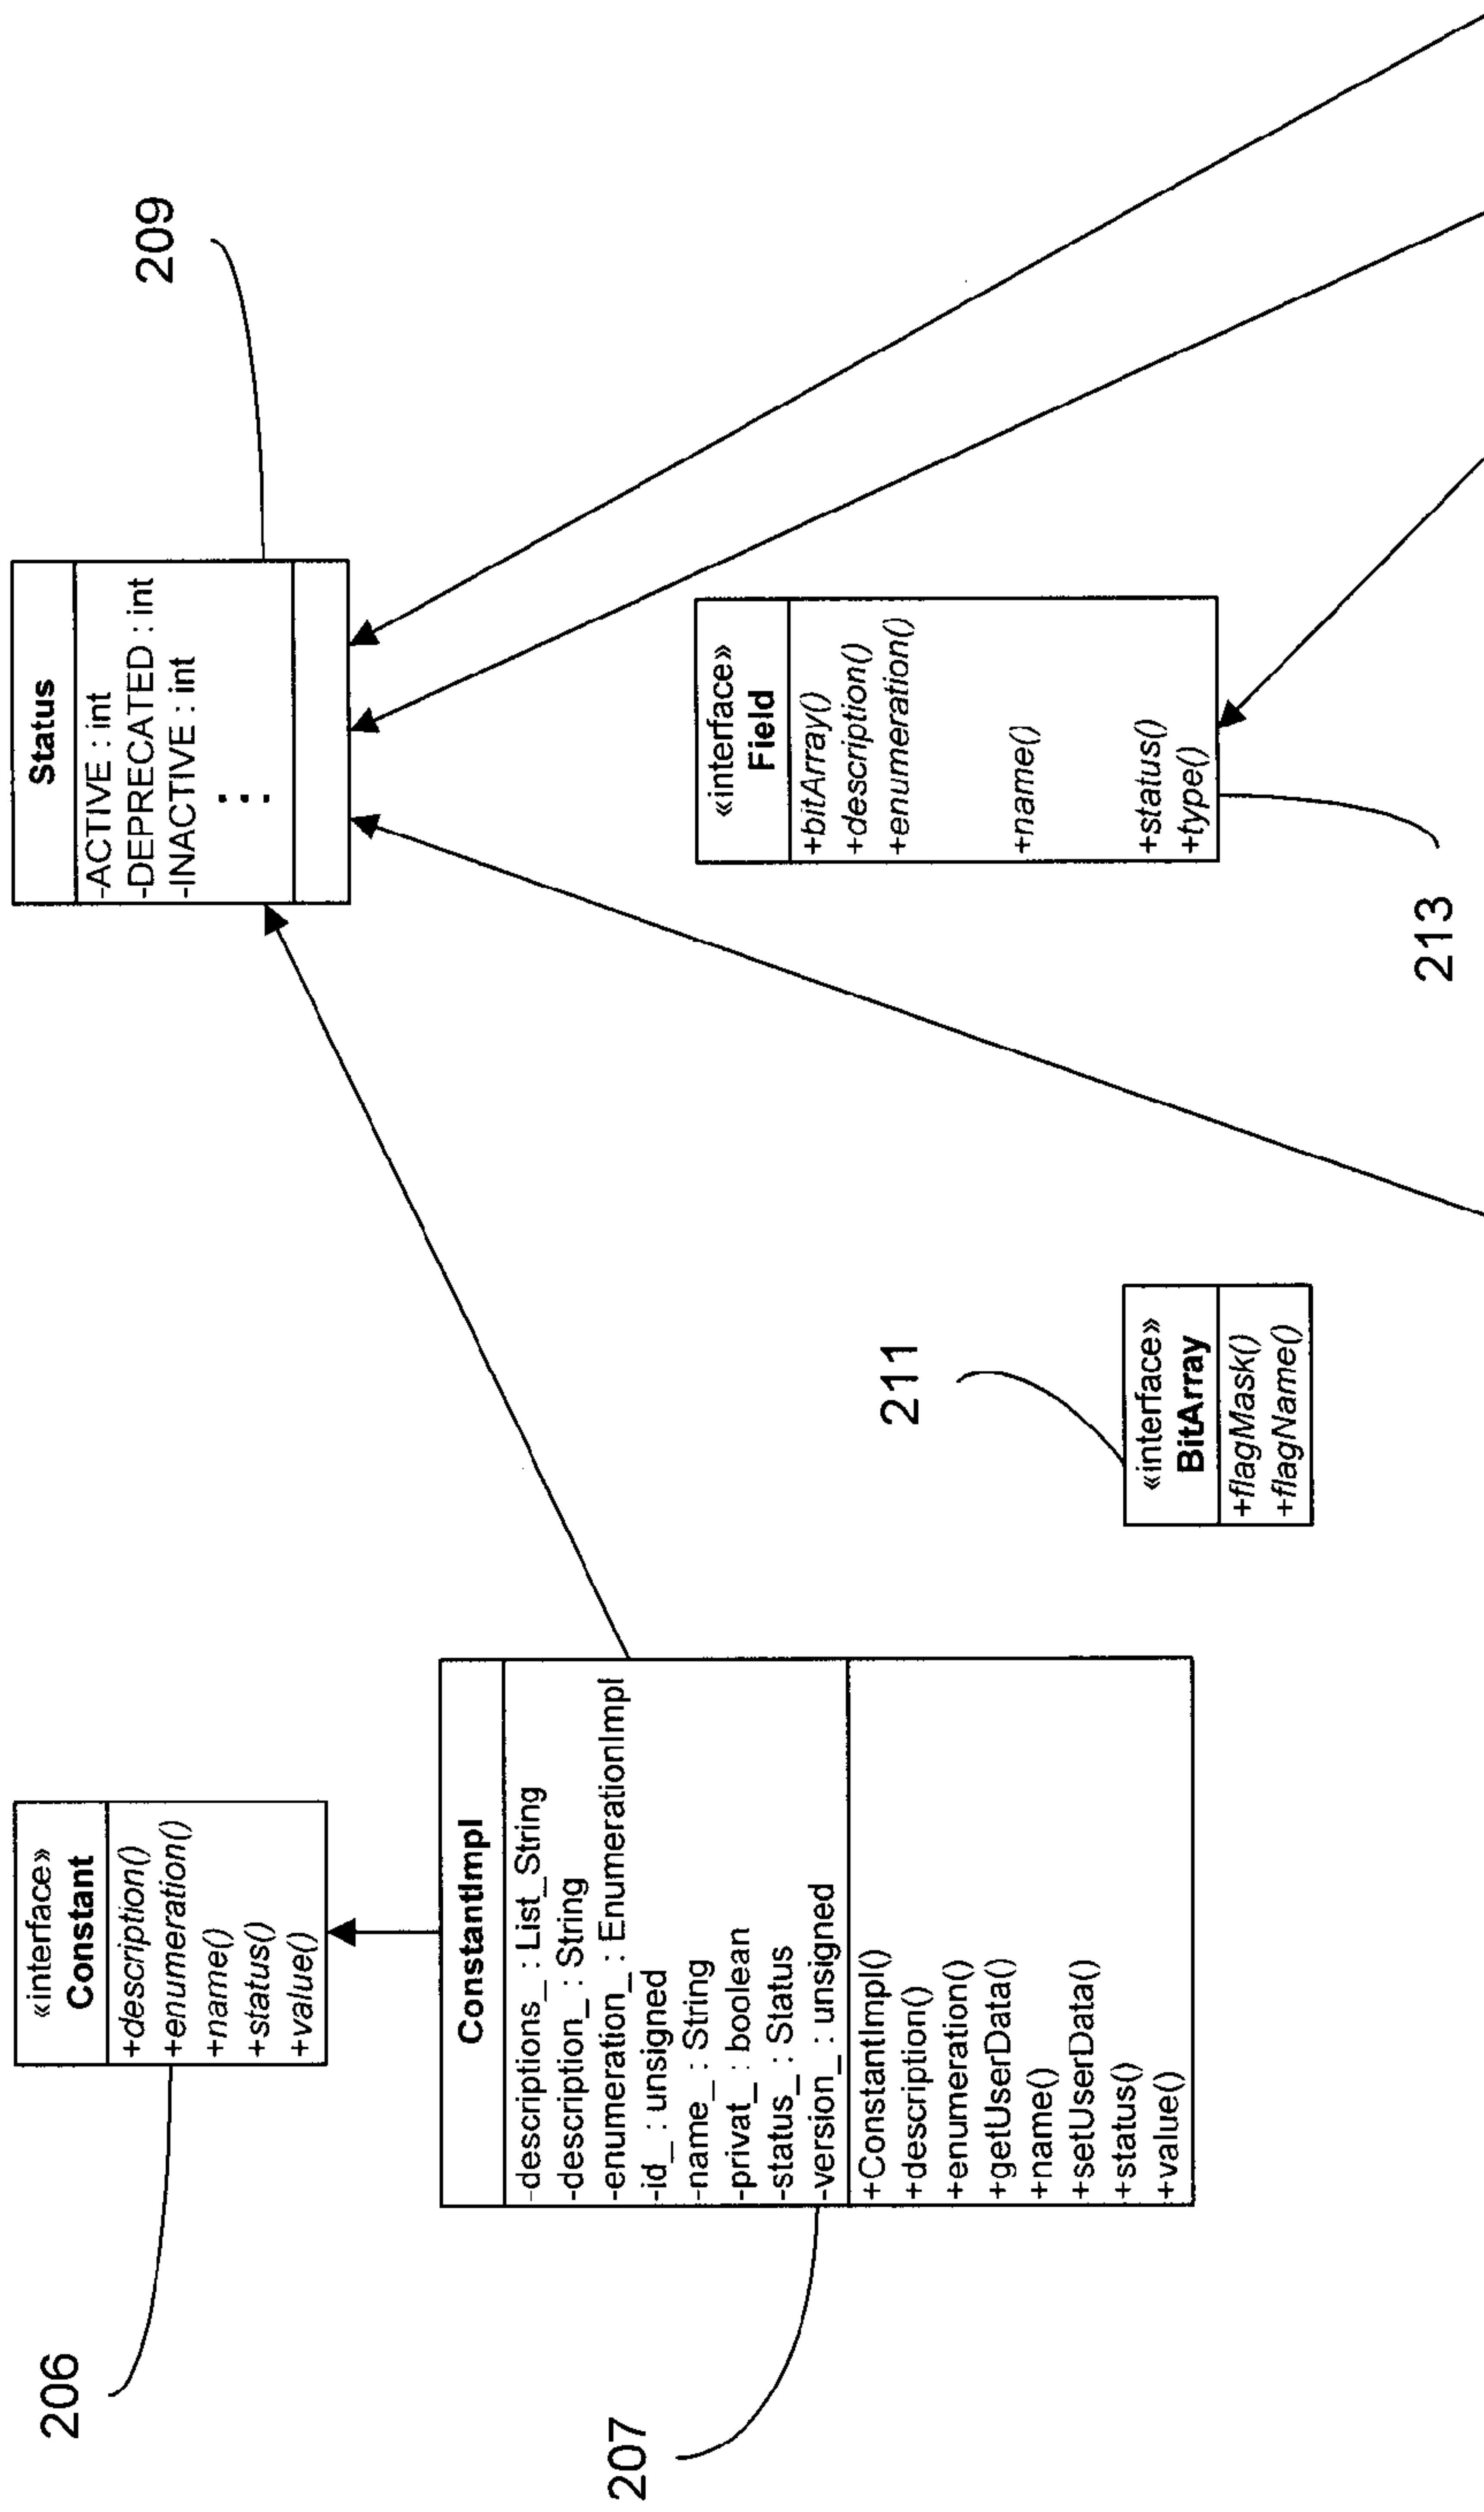 206
«interface»
Constant
+description()
+enumeration()
+name()
+status()
+value()
207
ConstantImpl
-descriptions_ : List_String
-description_ : String
-enumeration_ : EnumerationImpl
-id_ : unsigned
-name_ : String
-privat_ : boolean
-status_ : Status
-version_ : unsigned
+ConstantImpl()
+description()
+enumeration()
+getUserData()
+name()
+setUserData()
+status()
+value()
211
«interface»
BitArray
+flagMask()
+flagName()
Status
-ACTIVE : int
-DEPRECATED : int
-INACTIVE : int
...
209
«interface»
Field
+bitArray()
+description()
+enumeration()
+name()
+status()
+type()
213